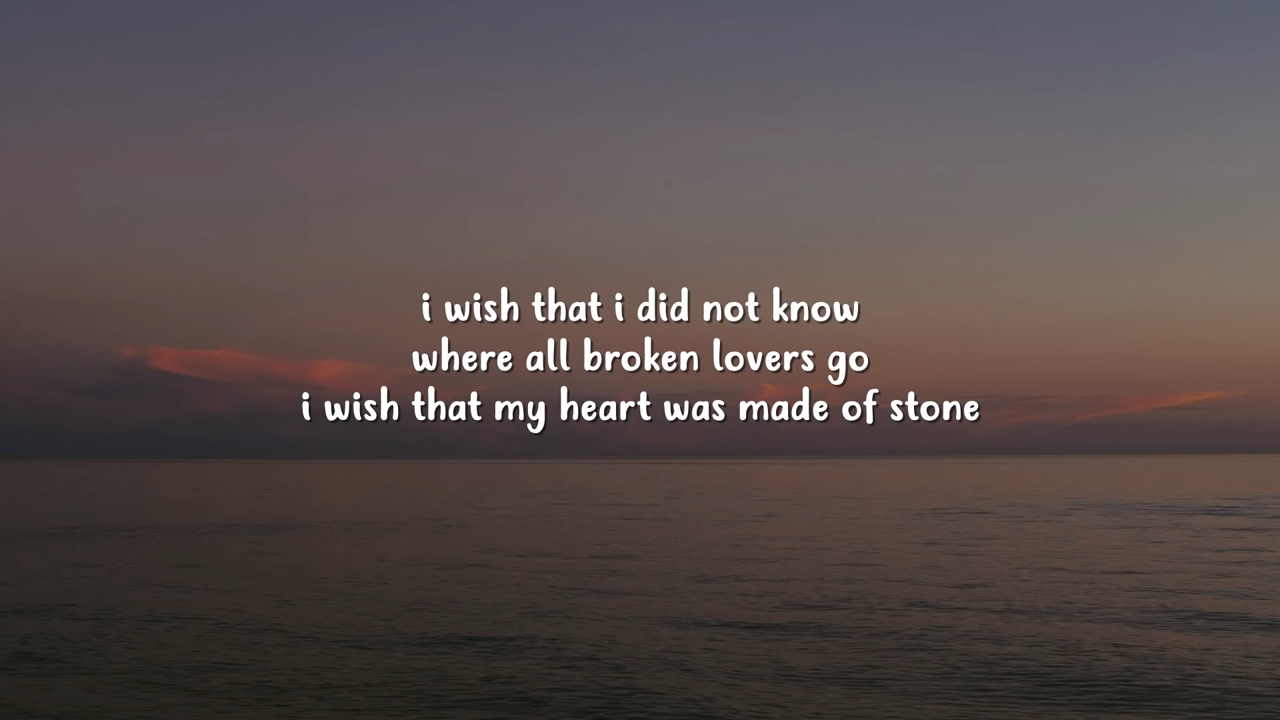 i wish that i did not know
where all broken lovers go
i wish that my heart was made of stone